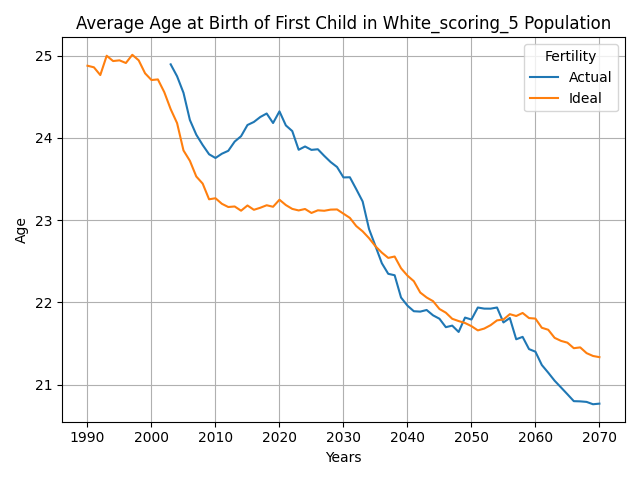 Average Age at Birth of First Child in White_scoring_5 Population
Fertility
Actual
Ideal
Age
25
24
23
22
21
1990 2000 2010 2020 2030 2040 2050 2060 2070
Years